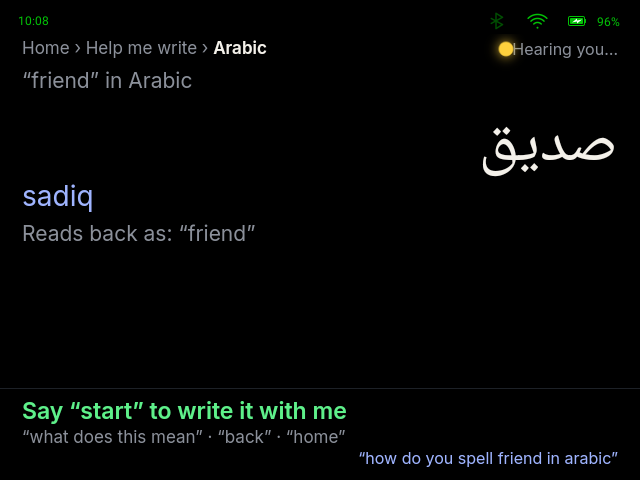 10:08 96%
Home › Help me write › Arabic Hearing you...
“friend” in Arabic
صديق
sadiq
Reads back as: “friend”
Say “start” to write it with me
“what does this mean” · “back” · “home”
“how do you spell friend in arabic”